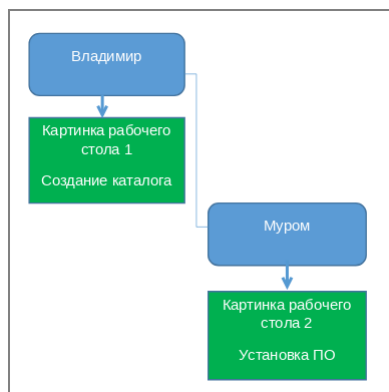 Владимир
Картинка рабочего
стола 1
Создание каталога
Муром
Картинка рабочего
стола 2
Установка ПО